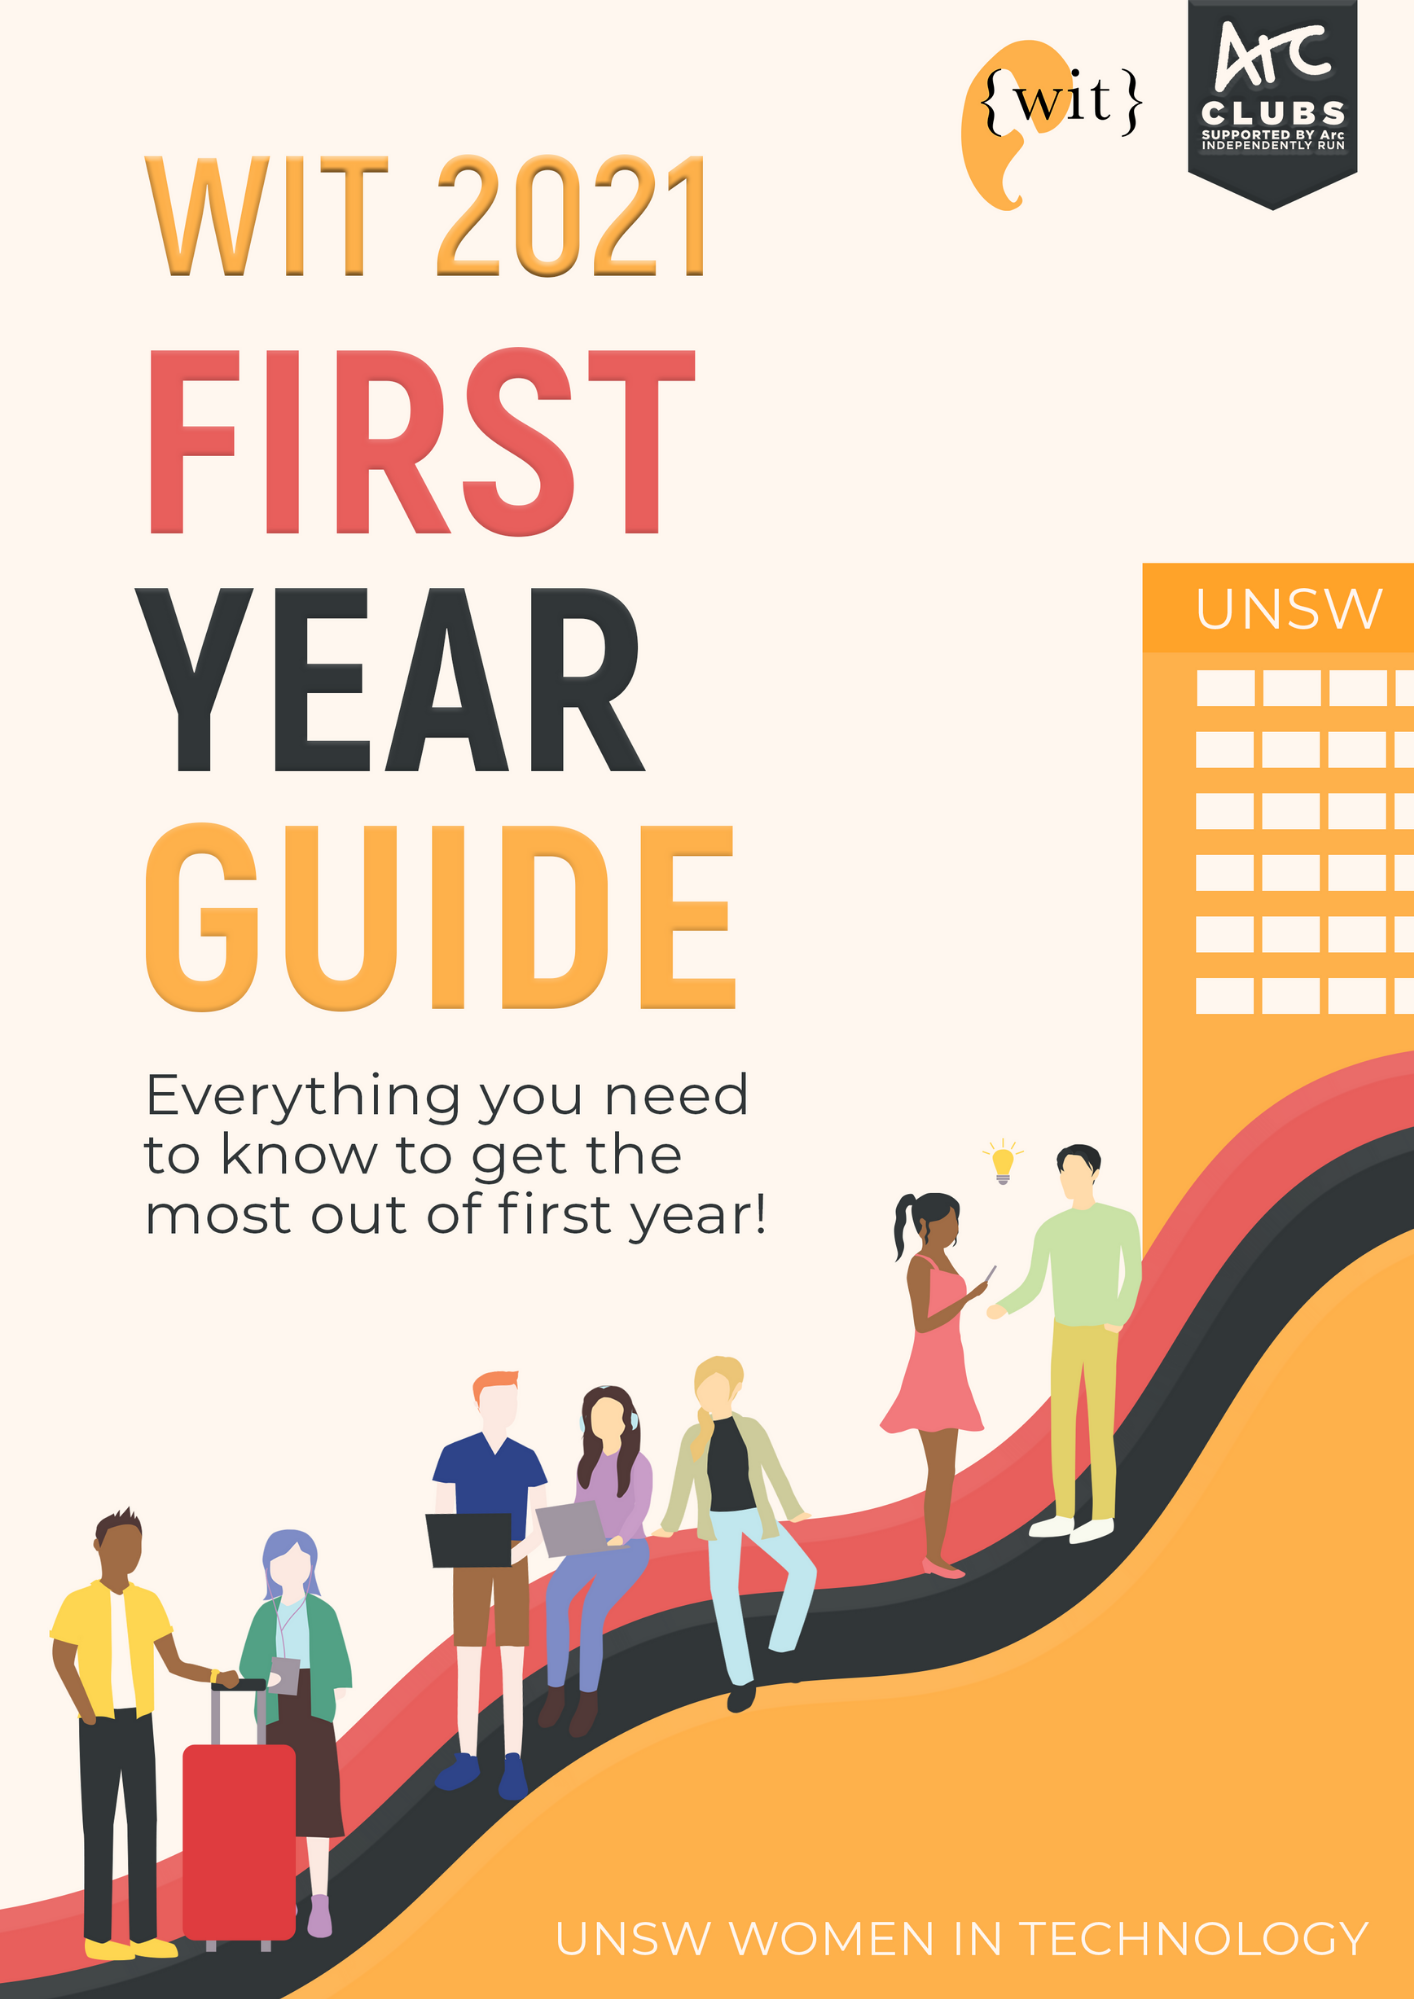 {wit}
Arc
CLUBS
SUPPORTED BY Arc
INDEPENDENTLY RUN
WIT 2021
FIRST
YEAR
GUIDE
UNSW
Everything you need
to know to get the
most out of first year!
UNSW WOMEN IN TECHNOLOGY